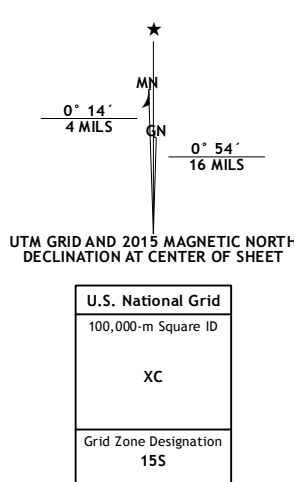 ★
MN
GN
0° 14´
4 MILS
0° 54´
16 MILS
UTM GRID AND 2015 MAGNETIC NORTH
DECLINATION AT CENTER OF SHEET
U.S. National Grid
100,000-m Square ID
XC
Grid Zone Designation
15S